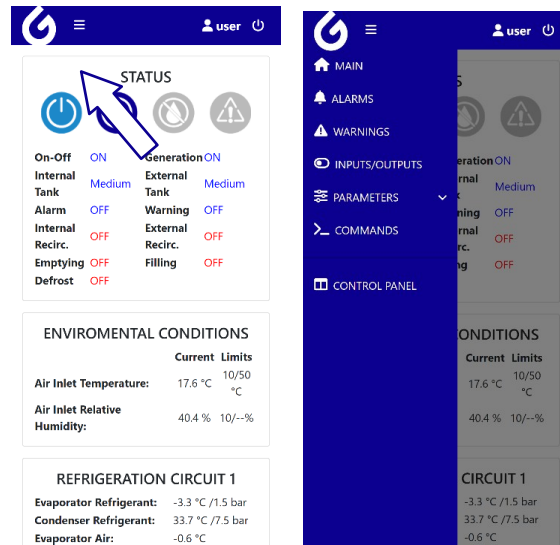 user
STATUS
On-Off ON Generation ON
Internal Tank Medium External Tank Medium
Alarm OFF Warning OFF
Internal Recirc. OFF External Recirc. OFF
Emptying OFF Filling OFF
Defrost OFF
ENVIROMENTAL CONDITIONS
Current Limits
Air Inlet Temperature: 17.6 °C 10/50 °C
Air Inlet Relative Humidity: 40.4 % 10/--%
REFRIGERATION CIRCUIT 1
Evaporator Refrigerant: -3.3 °C /1.5 bar
Condenser Refrigerant: 33.7 °C /7.5 bar
Evaporator Air: -0.6 °C
user
MAIN
ALARMS
WARNINGS
INPUTS/OUTPUTS
PARAMETERS
COMMANDS
CONTROL PANEL
S
eration ON
rnal
k Medium
ning OFF
rnal
rc. OFF
ng OFF
ONDITIONS
Current Limits
17.6 °C 10/50 °C
40.4 % 10/--%
CIRCUIT 1
-3.3 °C /1.5 bar
33.7 °C /7.5 bar
-0.6 °C